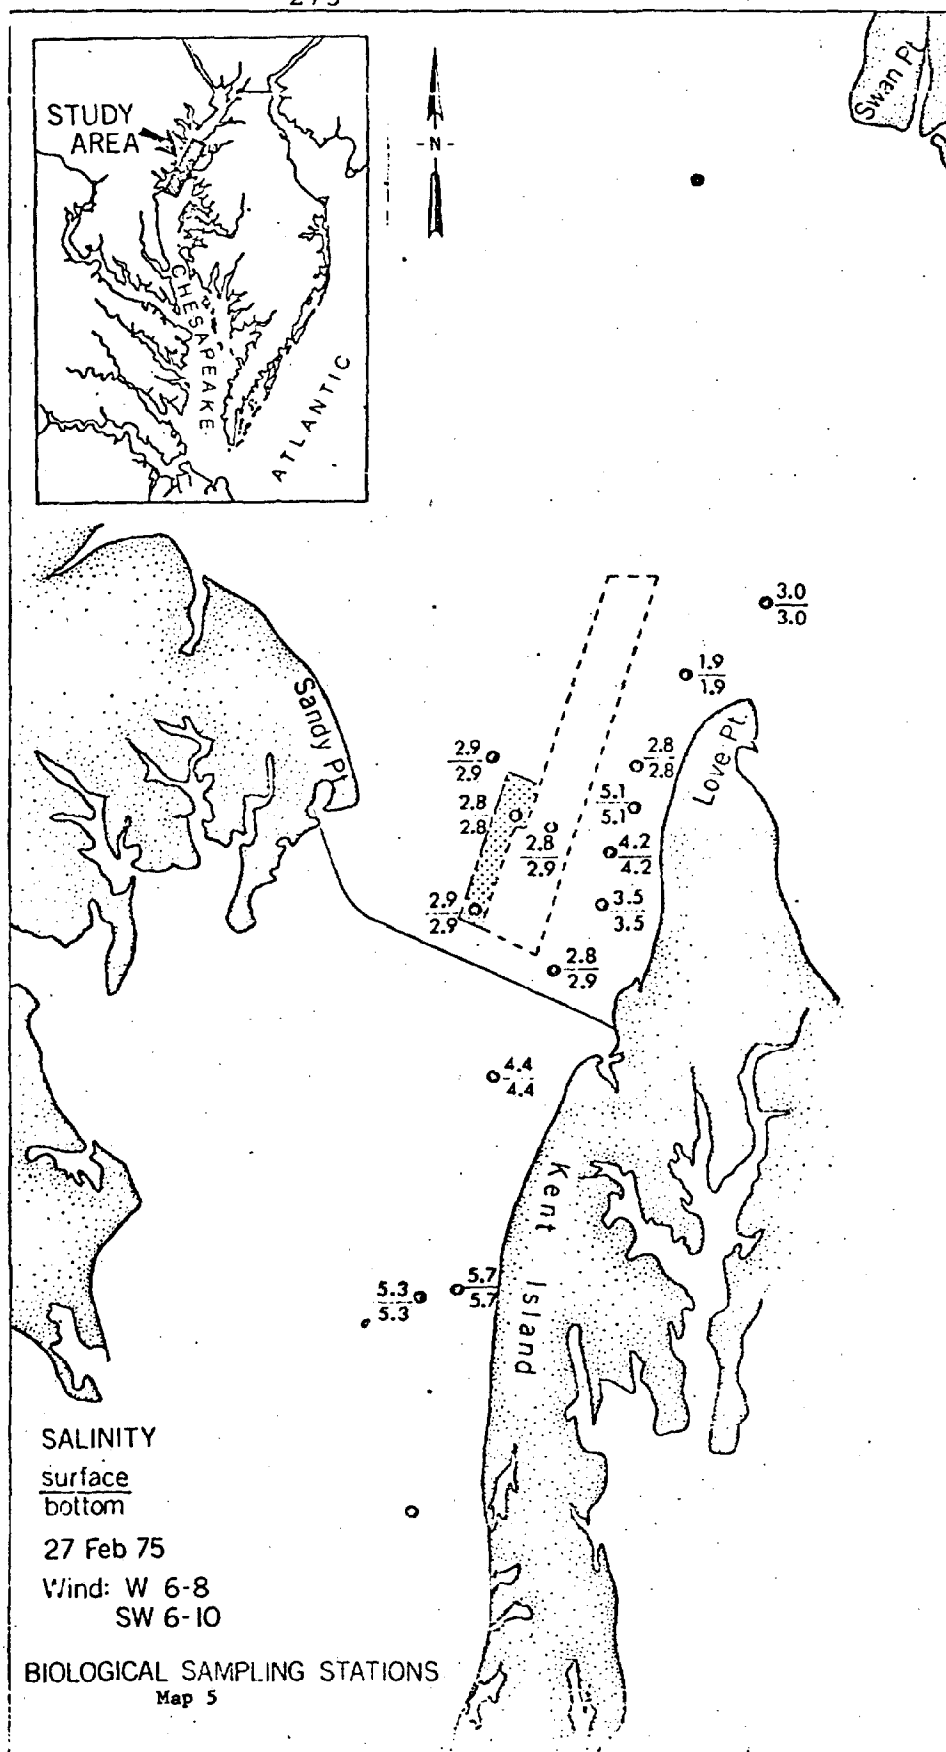 STUDY
AREA
CHESAPEAKE
ATLANTIC
-N-
Swan Pt.
3.0
3.0
1.9
1.9
Sandy Pt.
Love Pt.
2.9
2.9
2.8
2.8
2.8
2.8
5.1
5.1
2.8
2.9
4.2
4.2
2.9
2.9
3.5
3.5
2.8
2.9
4.4
4.4
Kent Island
5.3
5.3
5.7
5.7
SALINITY
surface
bottom
27 Feb 75
Wind: W 6-8
SW 6-10
BIOLOGICAL SAMPLING STATIONS
Map 5